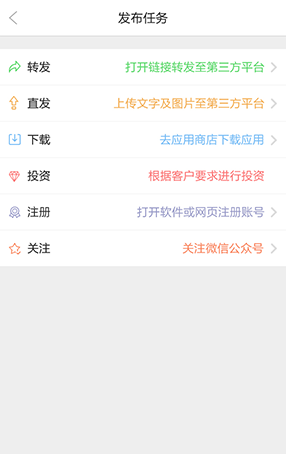 发布任务
转发 打开链接转发至第三方平台
直发 上传文字及图片至第三方平台
下载 去应用商店下载应用
投资 根据客户要求进行投资
注册 打开软件或网页注册账号
关注 关注微信公众号